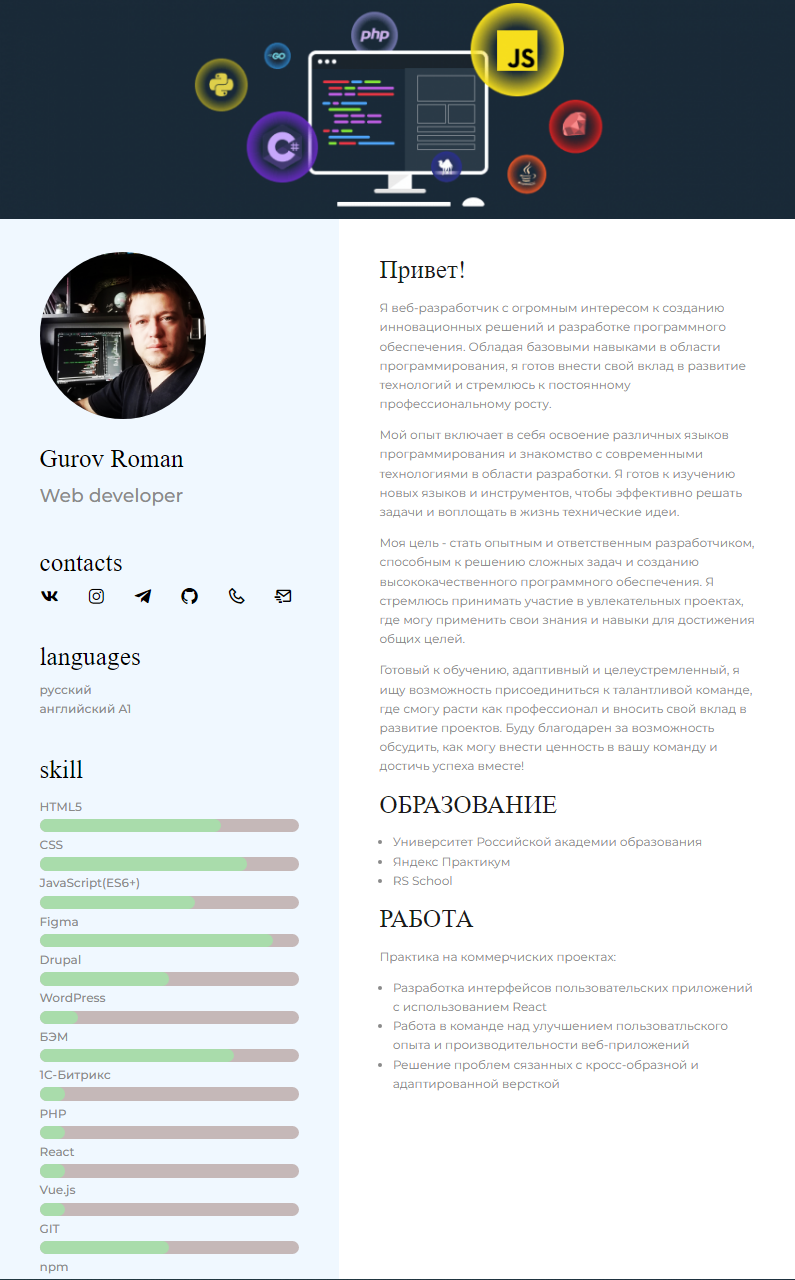 php
GO
JS
C#
Gurov Roman
Web developer
contacts
languages
русский
английский А1
skill
HTML5
CSS
JavaScript(ES6+)
Figma
Drupal
WordPress
БЭМ
1С-Битрикс
PHP
React
Vue.js
GIT
npm
Привет!
Я веб-разработчик с огромным интересом к созданию
инновационных решений и разработке программного
обеспечения. Обладая базовыми навыками в области
программирования, я готов внести свой вклад в развитие
технологий и стремлюсь к постоянному
профессиональному росту.
Мой опыт включает в себя освоение различных языков
программирования и знакомство с современными
технологиями в области разработки. Я готов к изучению
новых языков и инструментов, чтобы эффективно решать
задачи и воплощать в жизнь технические идеи.
Моя цель - стать опытным и ответственным разработчиком,
способным к решению сложных задач и созданию
высококачественного программного обеспечения. Я
стремлюсь принимать участие в увлекательных проектах,
где могу применить свои знания и навыки для достижения
общих целей.
Готовый к обучению, адаптивный и целеустремленный, я
ищу возможность присоединиться к талантливой команде,
где смогу расти как профессионал и вносить свой вклад в
развитие проектов. Буду благодарен за возможность
обсудить, как могу внести ценность в вашу команду и
достичь успеха вместе!
ОБРАЗОВАНИЕ
Университет Российской академии образования
Яндекс Практикум
RS School
РАБОТА
Практика на коммерчиских проектах:
Разработка интерфейсов пользовательских приложений
с использованием React
Работа в команде над улучшением пользоватльского
опыта и производительности веб-приложений
Решение проблем сязанных с кросс-образной и
адаптированной версткой